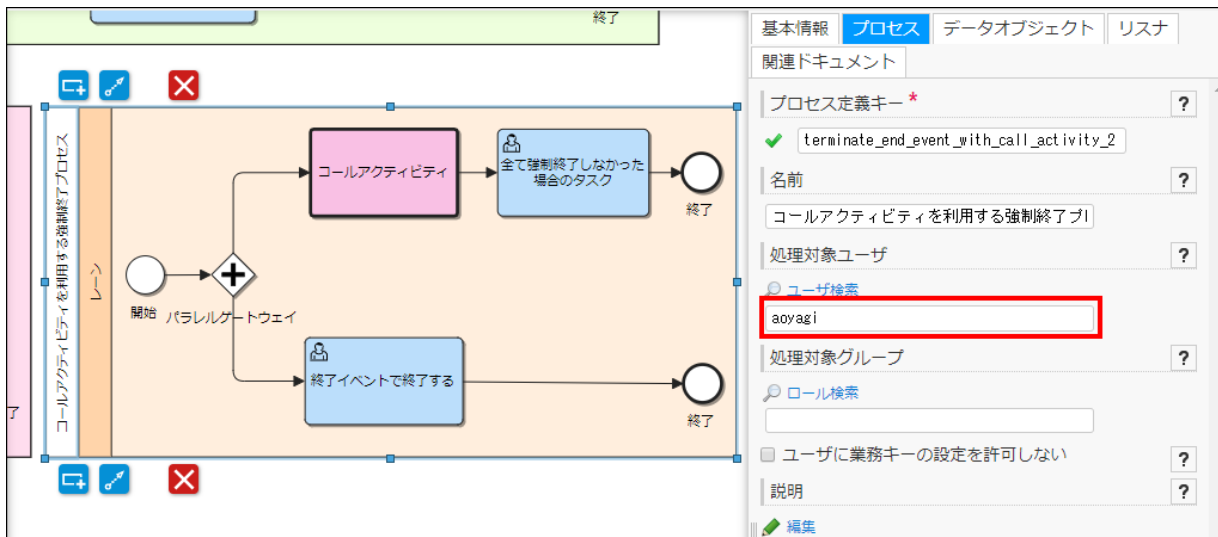 終了
コールアクティビティを利用する強制終了プロセス
レーン
開始
パラレルゲートウェイ
コールアクティビティ
全て強制終了しなかった
場合のタスク
終了
終了イベントで終了する
終了
了
基本情報 プロセス データオブジェクト リスナ
関連ドキュメント
プロセス定義キー * ?
terminate_end_event_with_call_activity_2
名前 ?
コールアクティビティを利用する強制終了プ
処理対象ユーザ ?
ユーザ検索
aoyagi
処理対象グループ ?
ロール検索
ユーザに業務キーの設定を許可しない ?
説明 ?
編集